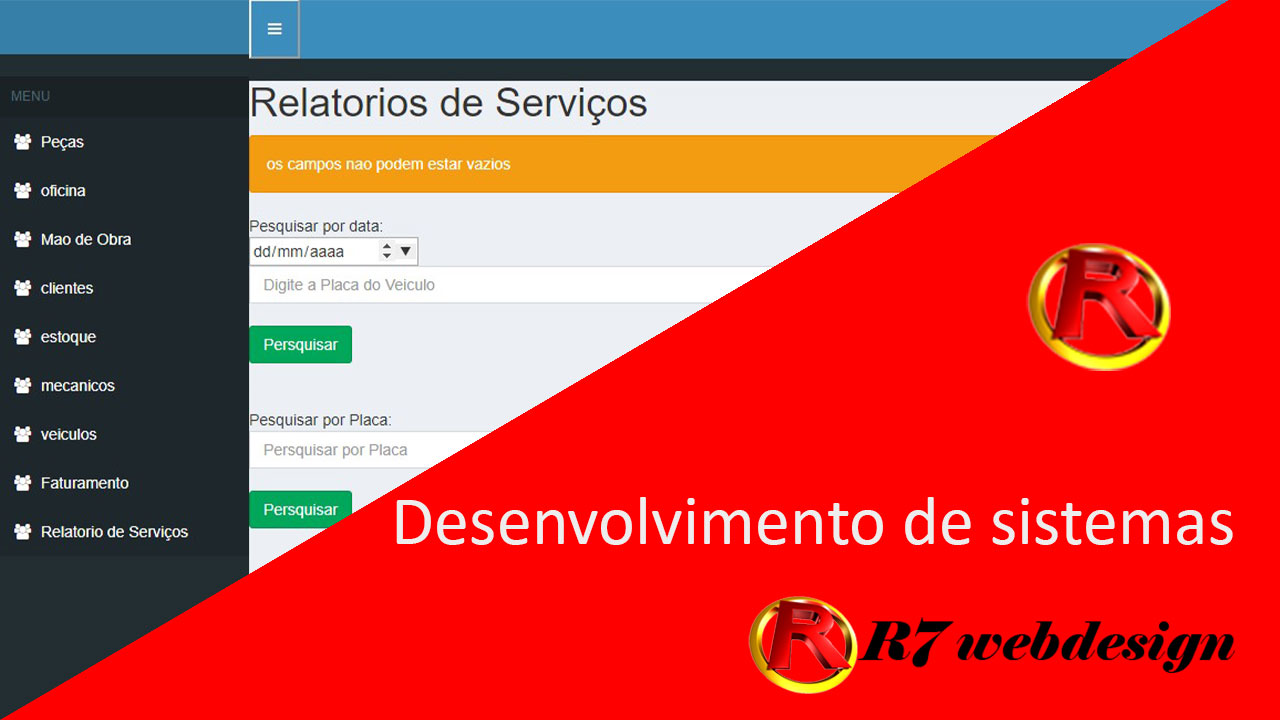 MENU
Peças
oficina
Mao de Obra
clientes
estoque
mecanicos
veiculos
Faturamento
Relatorio de Serviços
Relatorios de Serviços
os campos nao podem estar vazios
Pesquisar por data:
dd/mm/aaaa
Digite a Placa do Veiculo
Persquisar
Pesquisar por Placa:
Persquisar por Placa
Persquisar
R
Desenvolvimento de sistemas
R R7 webdesign